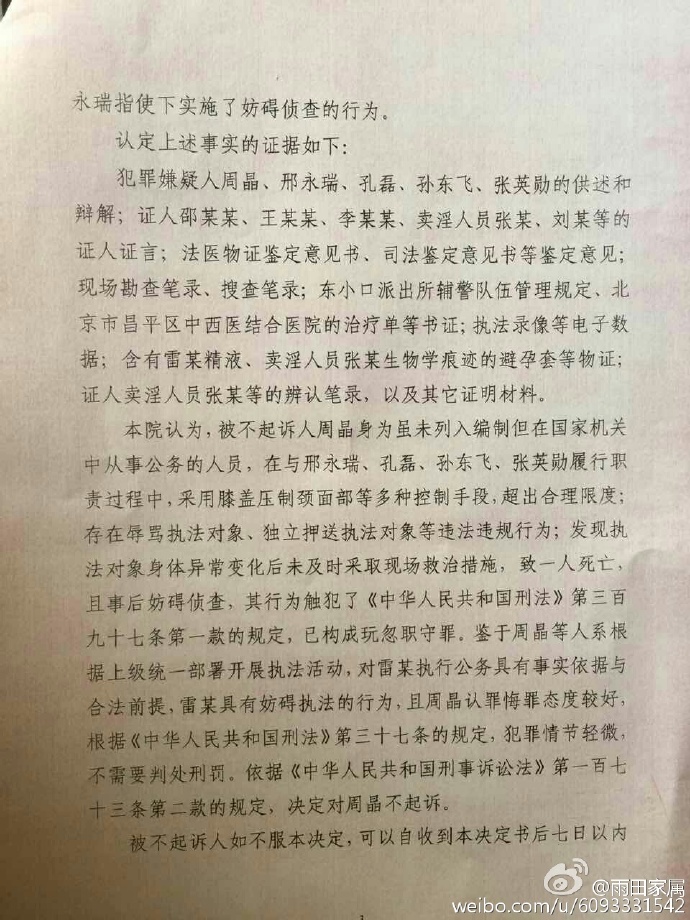 永瑞指使下实施了妨碍侦查的行为。
认定上述事实的证据如下：
犯罪嫌疑人周晶、邢永瑞、孔磊、孙东飞、张英勋的供述和
辩解；证人邵某某、王某某、李某某、卖淫人员张某、刘某等的
证人证言；法医物证鉴定意见书、司法鉴定意见书等鉴定意见；
现场勘查笔录、搜查笔录；东小口派出所辅警队伍管理规定、北
京市昌平区中西医结合医院的治疗单等书证；执法录像等电子数
据；含有雷某精液、卖淫人员张某生物学痕迹的避孕套等物证；
证人卖淫人员张某等的辨认笔录，以及其它证明材料。
本院认为，被不起诉人周晶身为虽未列入编制但在国家机关
中从事公务的人员，在与邢永瑞、孔磊、孙东飞、张英勋履行职
责过程中，采用膝盖压制颈面部等多种控制手段，超出合理限度；
存在辱骂执法对象、独立押送执法对象等违法违规行为；发现执
法对象身体异常变化后未及时采取现场救治措施，致一人死亡，
且事后妨碍侦查，其行为触犯了《中华人民共和国刑法》第三百
九十七条第一款的规定，已构成玩忽职守罪。鉴于周晶等人系根
据上级统一部署开展执法活动，对雷某执行公务具有事实依据与
合法前提，雷某具有妨碍执法的行为，且周晶认罪悔罪态度较好，
根据《中华人民共和国刑法》第三十七条的规定，犯罪情节轻微，
不需要判处刑罚。依据《中华人民共和国刑事诉讼法》第一百七
十三条第二款的规定，决定对周晶不起诉。
被不起诉人如不服本决定，可以自收到本决定书后七日以内
@雨田家属
weibo.com/u/6093331542